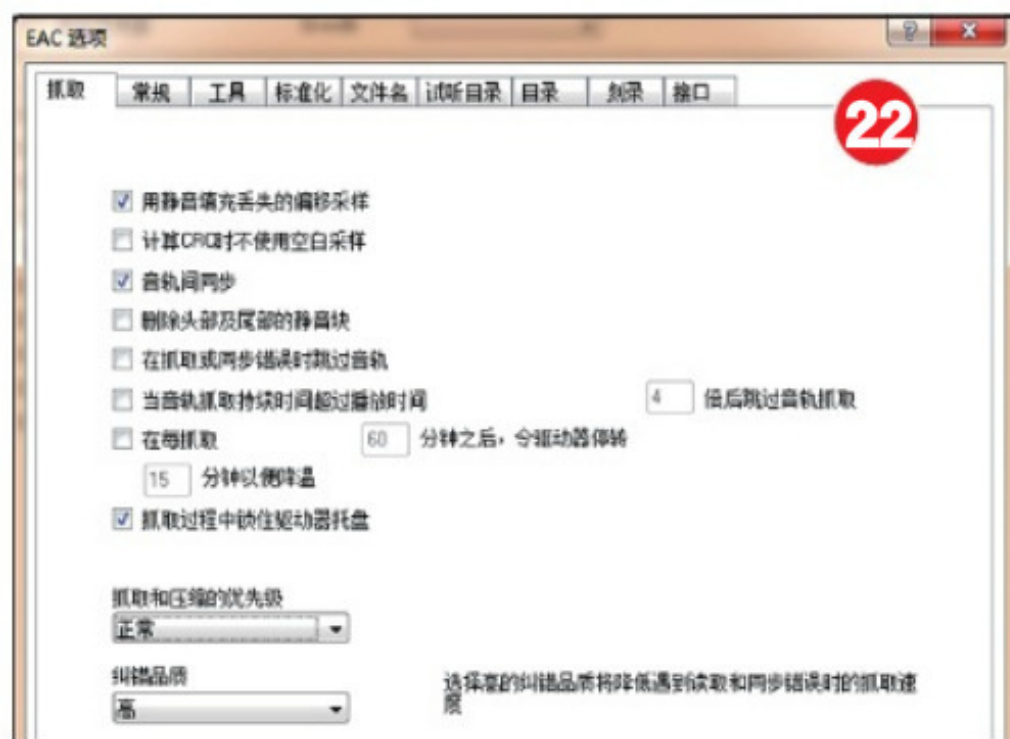 EAC 选项
抓取 常规 工具 标准化 文件名 试听目录 目录 刻录 接口
22
用静音填充丢失的偏移采样
计算CRC时不使用空白采样
音轨间同步
删除头部及尾部的静音块
在抓取或同步错误时跳过音轨
当音轨抓取持续时间超过播放时间 4 倍后跳过音轨抓取
在每抓取 60 分钟之后，令驱动器停转
15 分钟以便降温
抓取过程中锁住驱动器托盘
抓取和压缩的优先级
正常
纠错品质
高
选择高的纠错品质将降低遇到读取和同步错误时的抓取速
度